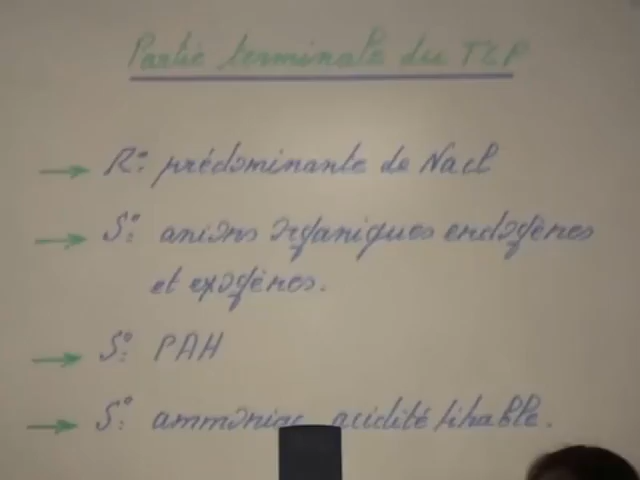 Partie terminale du TCP
→ R°: prédominante de Nacl
→ S°: anions organiques endogènes
et exogènes.
→ S°: PAH
→ S°: ammoniac acidité titrable.